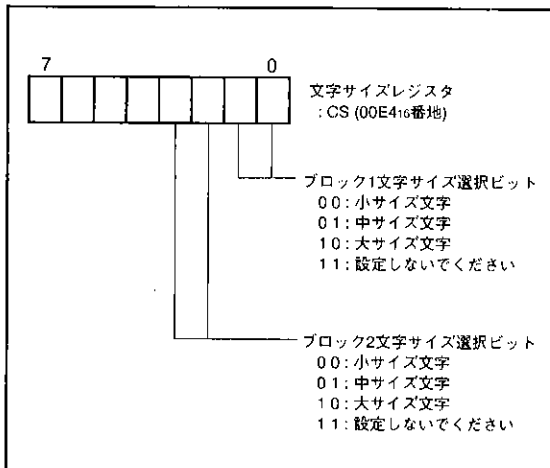 7 0
文字サイズレジスタ
: CS (00E416番地)
ブロック1文字サイズ選択ビット
00:小サイズ文字
01:中サイズ文字
10:大サイズ文字
11:設定しないでください
ブロック2文字サイズ選択ビット
00:小サイズ文字
01:中サイズ文字
10:大サイズ文字
11:設定しないでください